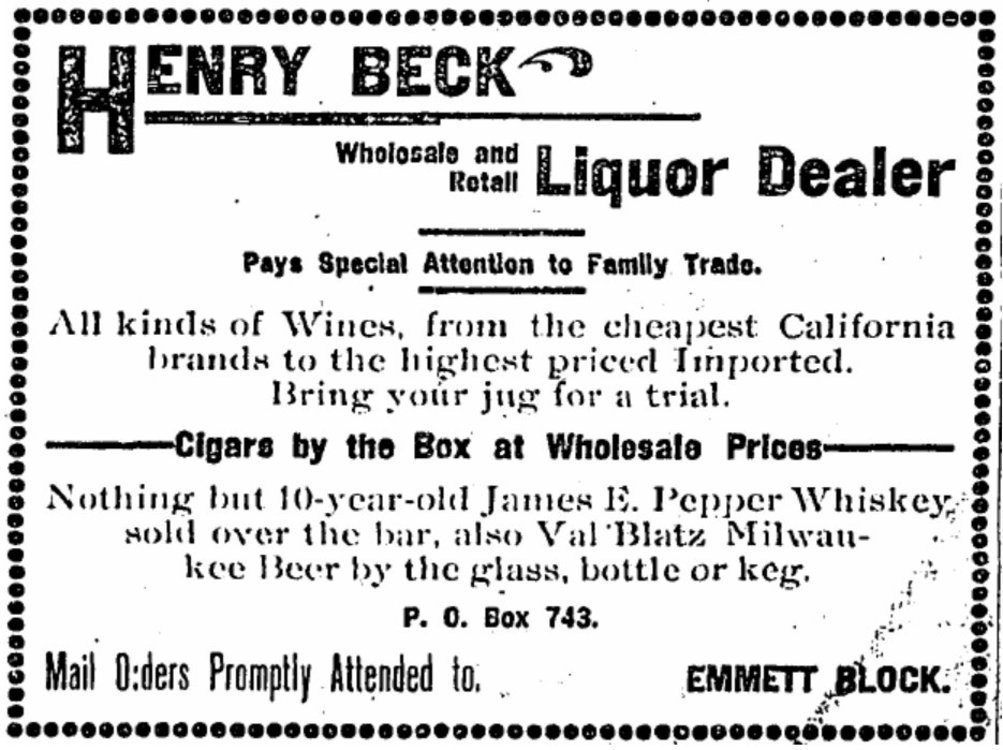 HENRY BECK
Wholesale and
Retail
Liquor Dealer
Pays Special Attention to Family Trade.
All kinds of Wines, from the cheapest California
brands to the highest priced Imported.
Bring your jug for a trial.
Cigars by the Box at Wholesale Prices
Nothing but 10-year-old James E. Pepper Whiskey,
sold over the bar, also Val Blatz Milwau-
kee Beer by the glass, bottle or keg.
P. O. Box 743.
Mail Orders Promptly Attended to.
EMMETT BLOCK.